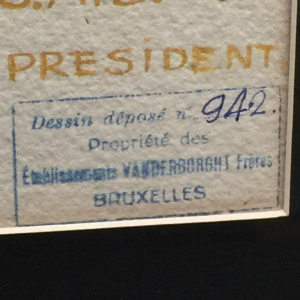 PRESIDENT.
Dessin déposé n° 942.
Propriété des
Établissements VANDERBORGHT Frères
BRUXELLES